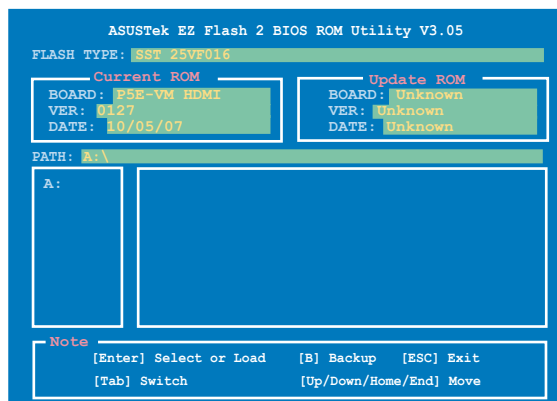 ASUSTek EZ Flash 2 BIOS ROM Utility V3.05
FLASH TYPE: SST 25VF016
Current ROM
BOARD: P5E-VM HDMI
VER: 0127
DATE: 10/05/07
Update ROM
BOARD: Unknown
VER: Unknown
DATE: Unknown
PATH: A:\
A:
Note
[Enter] Select or Load [B] Backup [ESC] Exit
[Tab] Switch [Up/Down/Home/End] Move